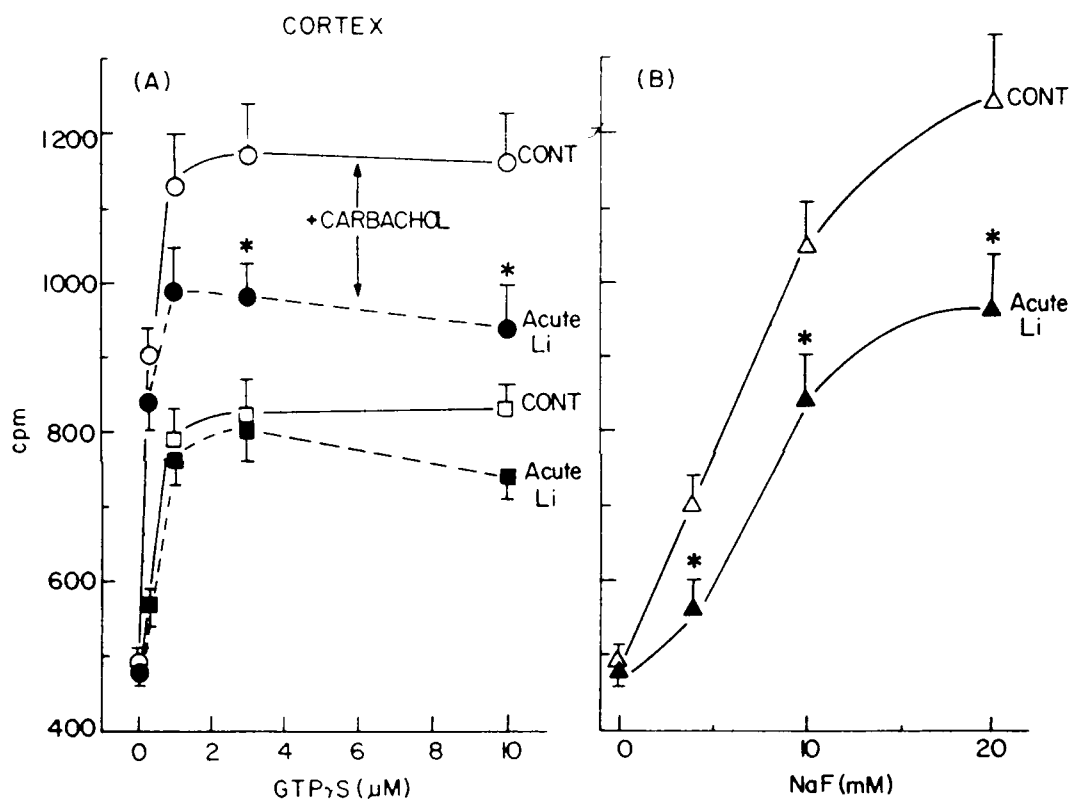 CORTEX
(A)
(B)
1200
1000
800
600
400
cpm
CONT
+CARBACHOL
*
*
Acute
Li
CONT
Acute
Li
0 2 4 6 8 10
GTPγS (μM)
CONT
*
Acute
Li
*
*
0 10 20
NaF (mM)